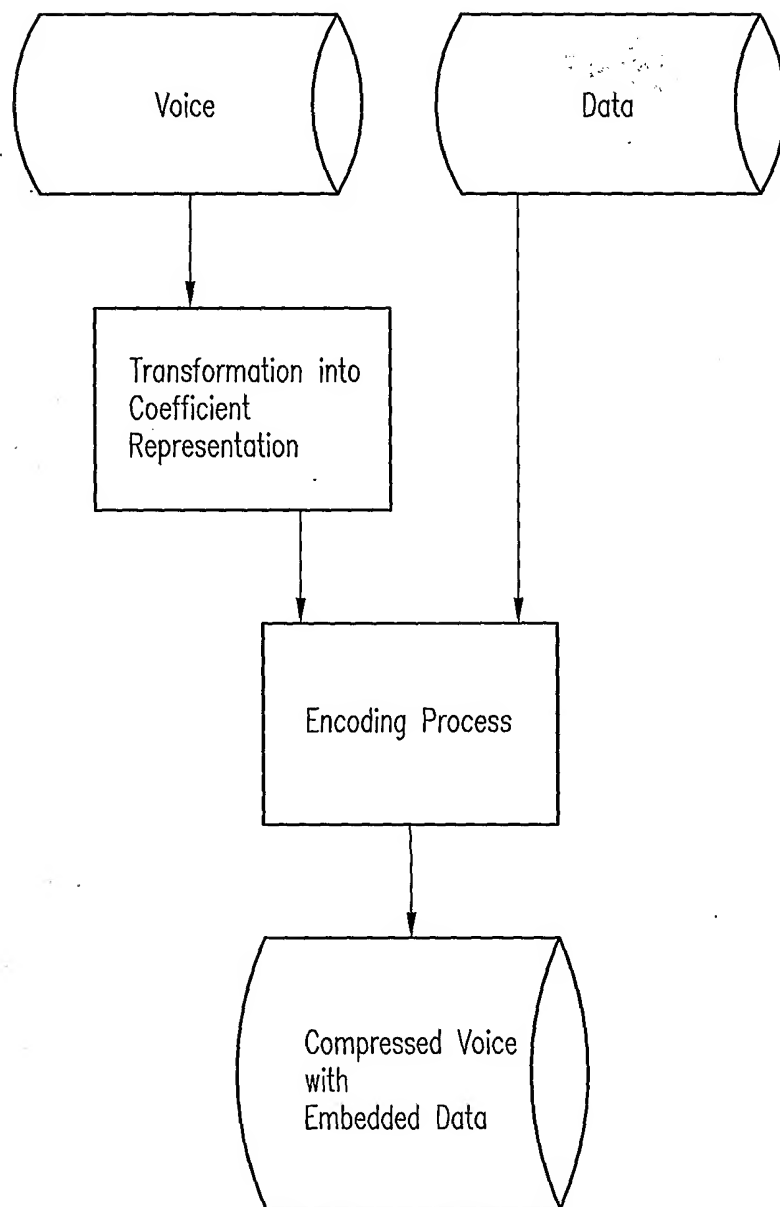 Voice
Data
Transformation into
Coefficient
Representation
Encoding Process
Compressed Voice
with
Embedded Data